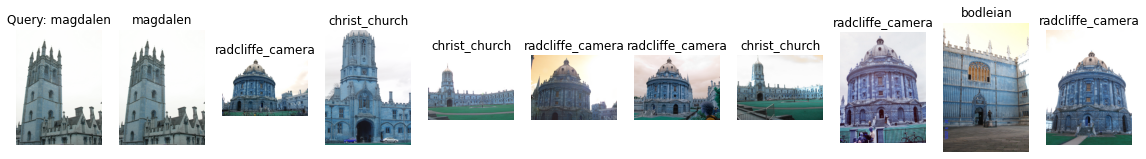 Query: magdalen
magdalen
radcliffe_camera
christ_church
christ_church
radcliffe_camera
radcliffe_camera
christ_church
radcliffe_camera
bodleian
radcliffe_camera